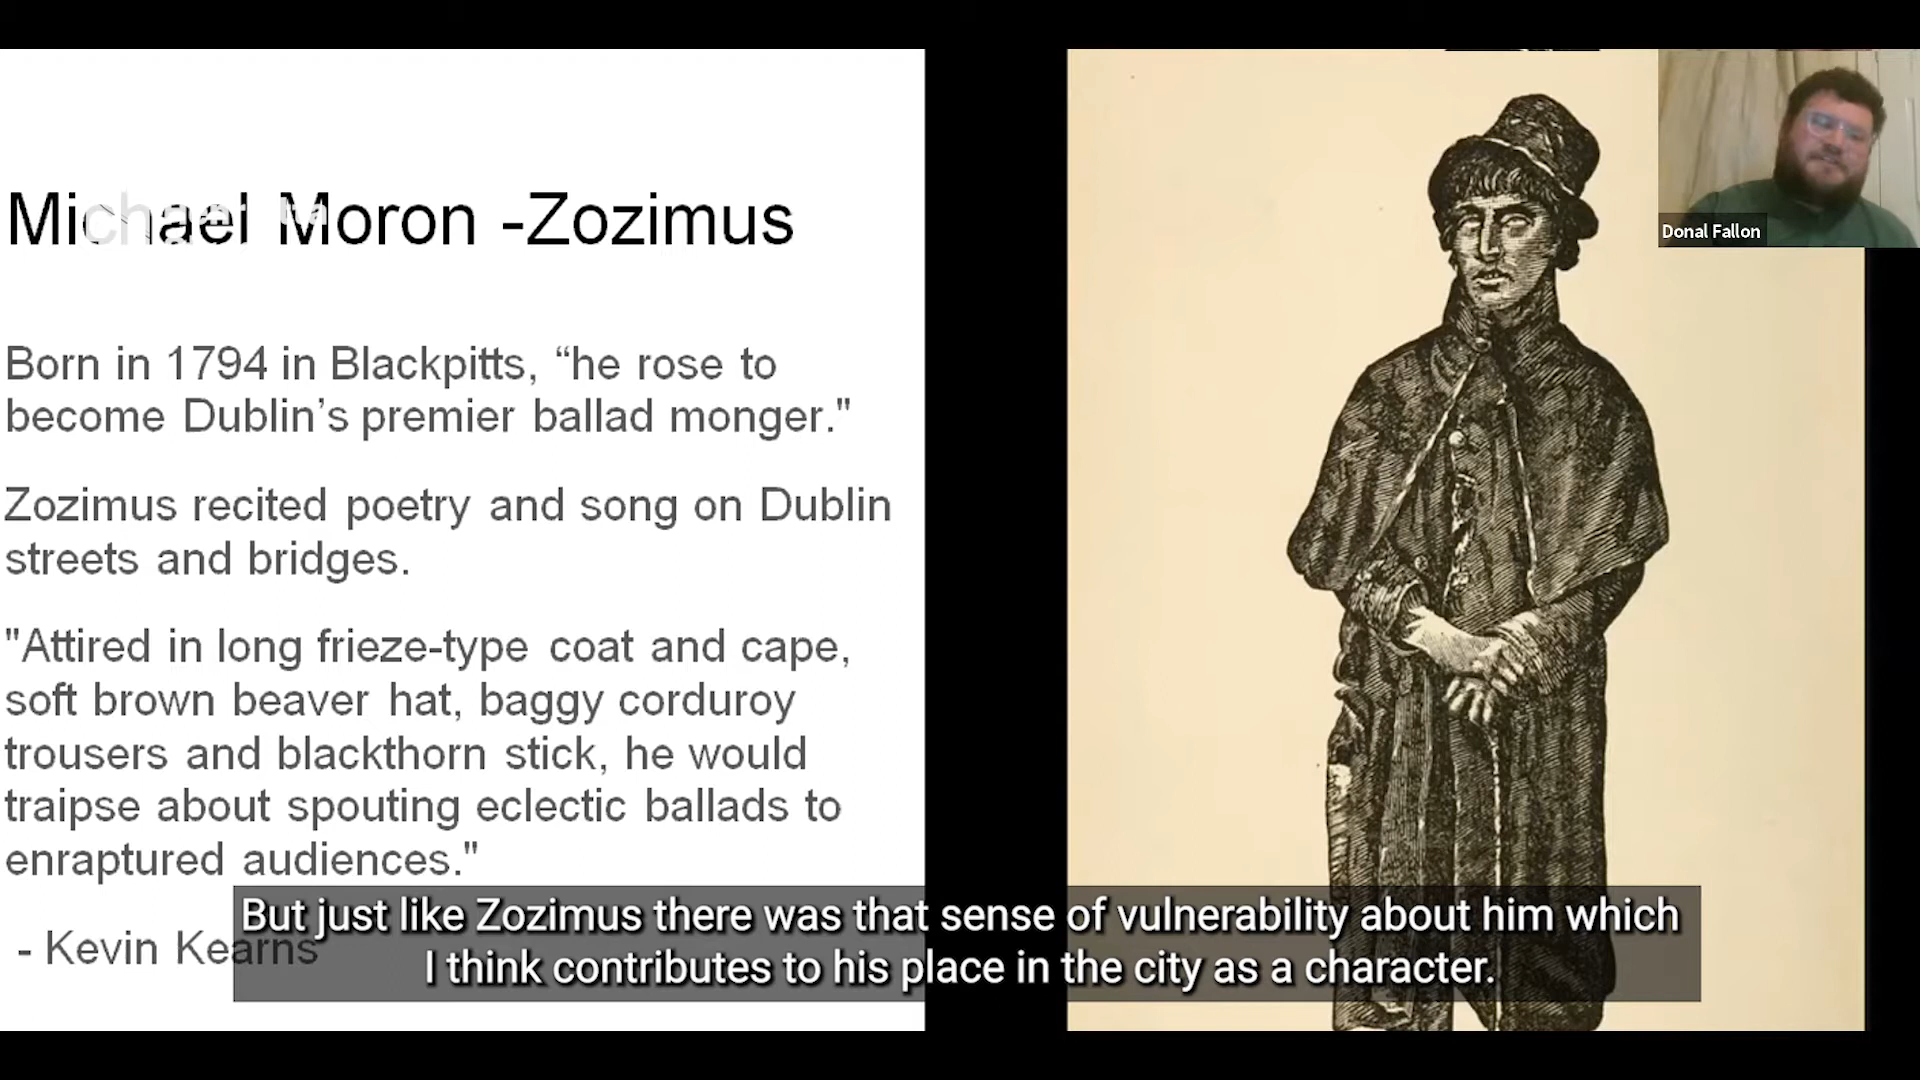 Michael Moron -Zozimus
Born in 1794 in Blackpitts, “he rose to
become Dublin’s premier ballad monger."
Zozimus recited poetry and song on Dublin
streets and bridges.
"Attired in long frieze-type coat and cape,
soft brown beaver hat, baggy corduroy
trousers and blackthorn stick, he would
traipse about spouting eclectic ballads to
enraptured audiences."
- Kevin Kearns
Donal Fallon
But just like Zozimus there was that sense of vulnerability about him which
I think contributes to his place in the city as a character.